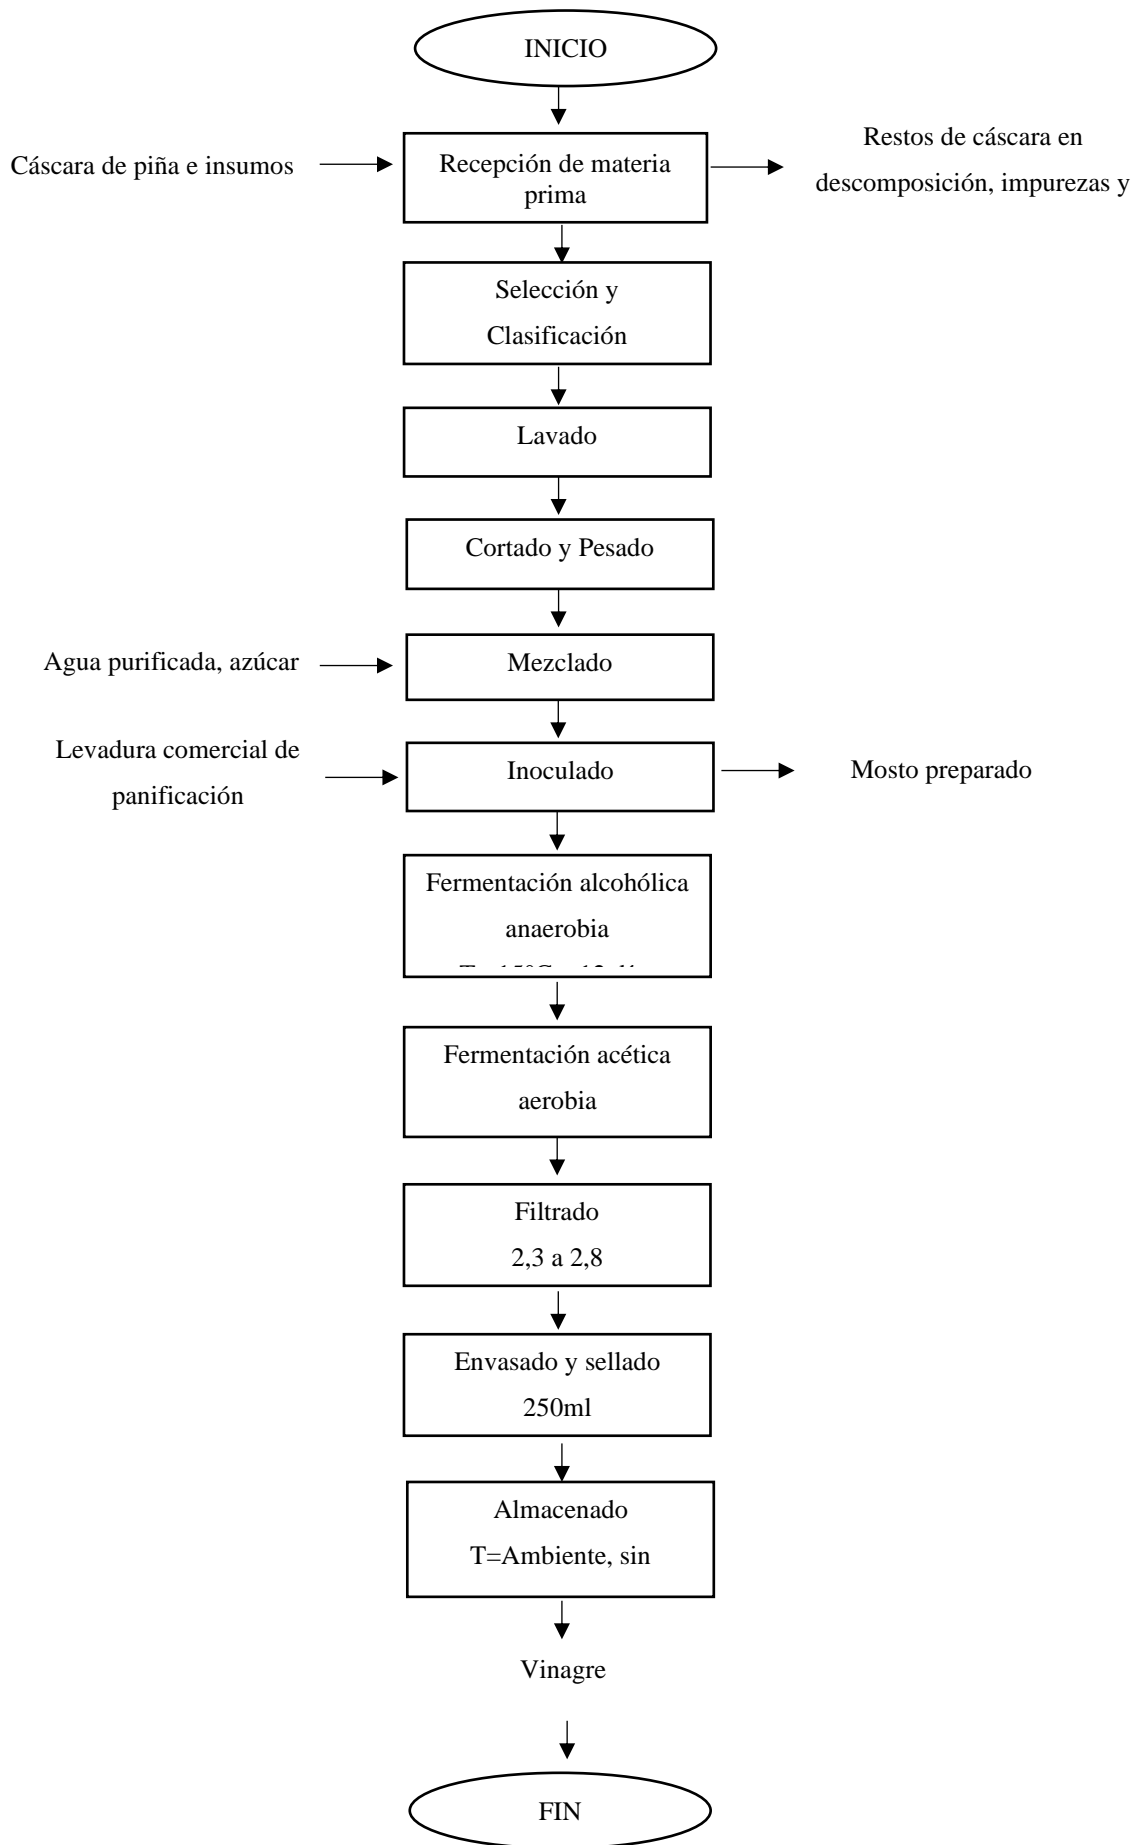 INICIO
Cáscara de piña e insumos
Recepción de materia
prima
Restos de cáscara en
descomposición, impurezas y
Selección y
Clasificación
Lavado
Cortado y Pesado
Agua purificada, azúcar
Mezclado
Levadura comercial de
panificación
Inoculado
Mosto preparado
Fermentación alcohólica
anaerobia
Fermentación acética
aerobia
Filtrado
2,3 a 2,8
Envasado y sellado
250ml
Almacenado
T=Ambiente, sin
Vinagre
FIN